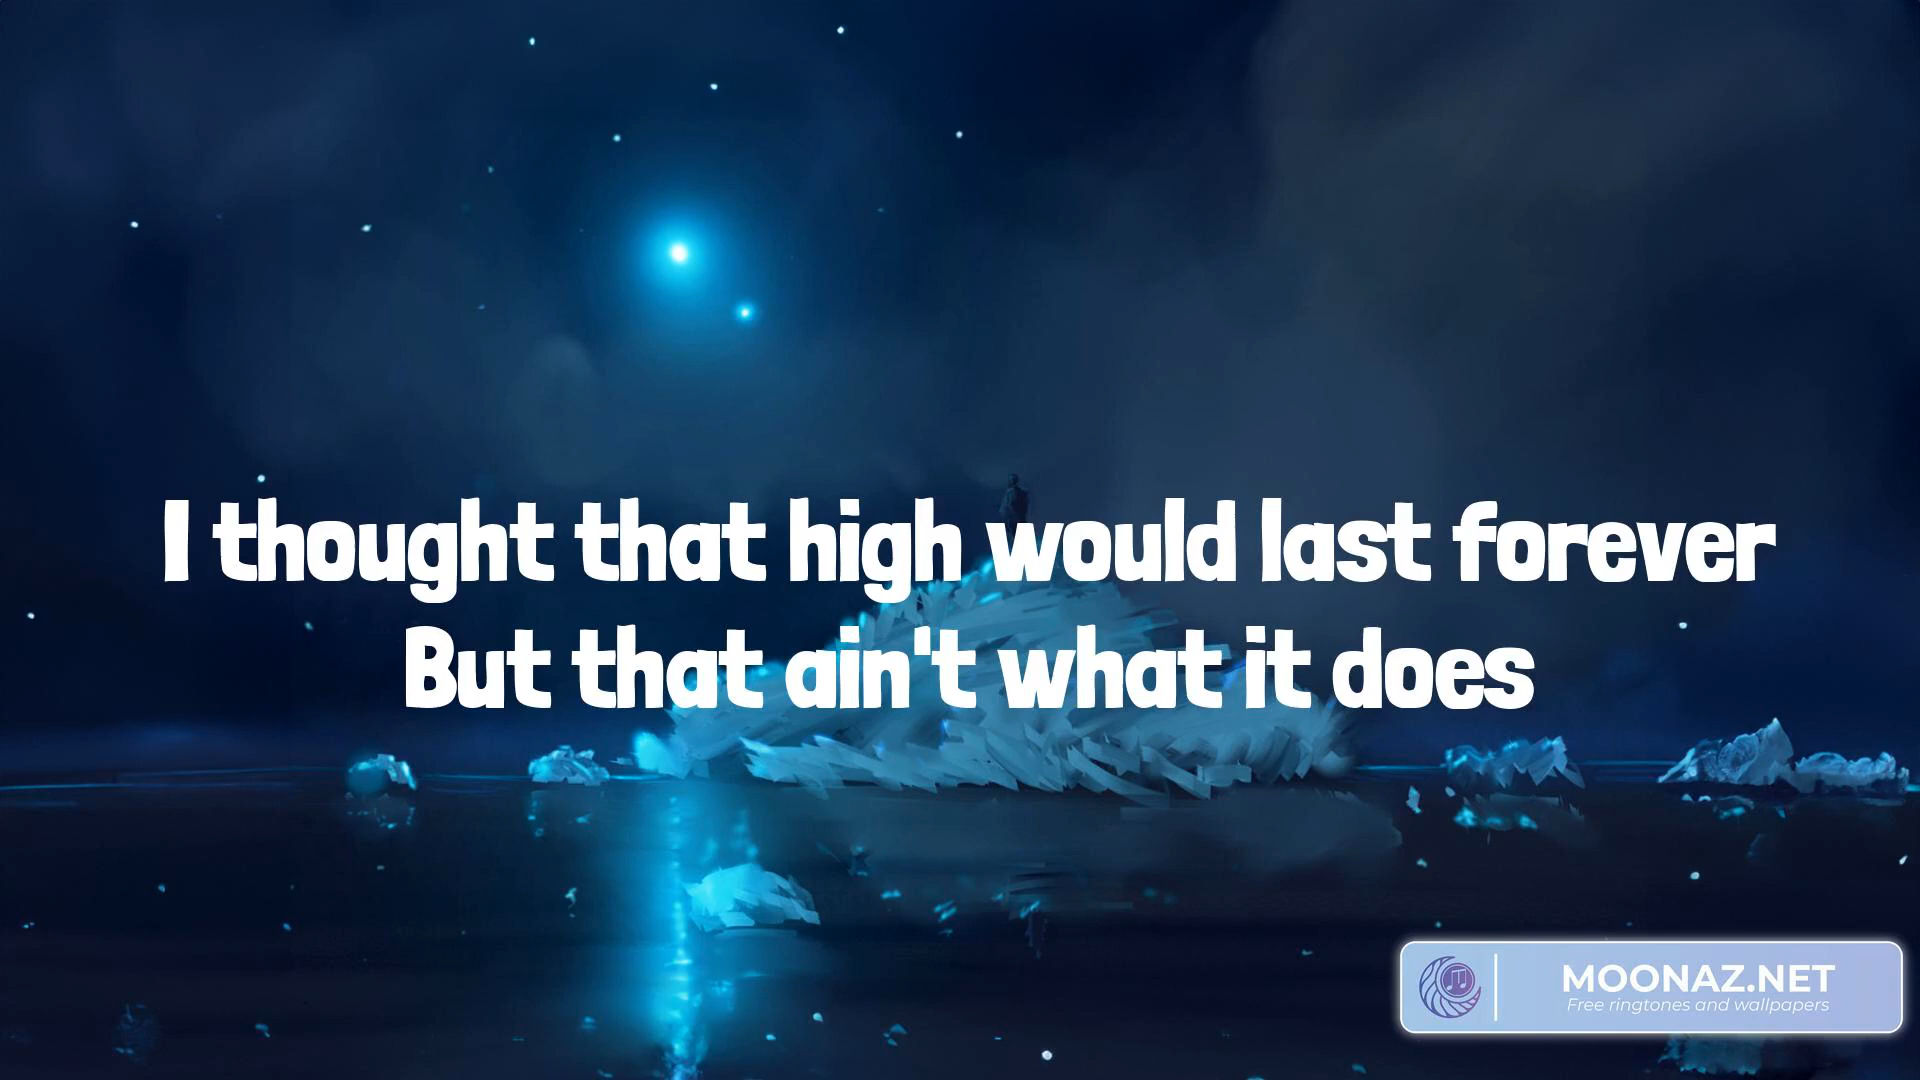 I thought that high would last forever
But that ain't what it does
MOONAZ.NET
Free ringtones and wallpapers